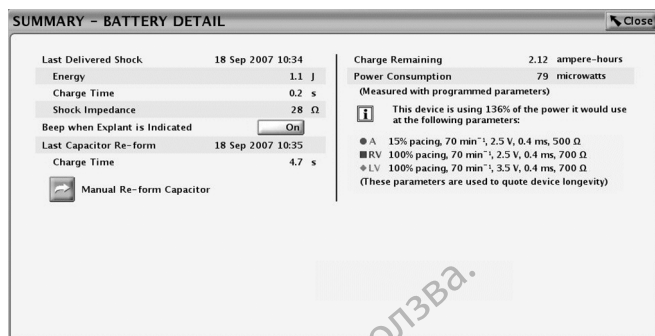 SUMMARY - BATTERY DETAIL
Close
Last Delivered Shock 18 Sep 2007 10:34
Energy 1.1 J
Charge Time 0.2 s
Shock Impedance 28 Ω
Beep when Explant is Indicated On
Last Capacitor Re-form 18 Sep 2007 10:35
Charge Time 4.7 s
Manual Re-form Capacitor
Charge Remaining 2.12 ampere-hours
Power Consumption 79 microwatts
(Measured with programmed parameters)
i This device is using 136% of the power it would use
at the following parameters:
A 15% pacing, 70 min⁻¹, 2.5 V, 0.4 ms, 500 Ω
RV 100% pacing, 70 min⁻¹, 2.5 V, 0.4 ms, 700 Ω
LV 100% pacing, 70 min⁻¹, 3.5 V, 0.4 ms, 700 Ω
(These parameters are used to quote device longevity)